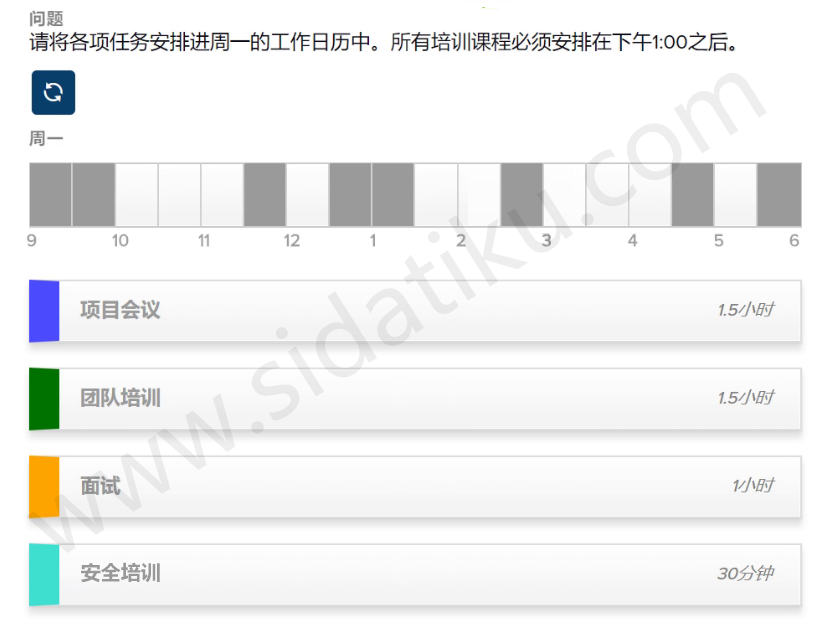 问题
请将各项任务安排进周一的工作日历中。所有培训课程必须安排在下午1:00之后。
周一
9 10 11 12 1 2 3 4 5 6
项目会议 1.5小时
团队培训 1.5小时
面试 1小时
安全培训 30分钟
www.sidatiku.com